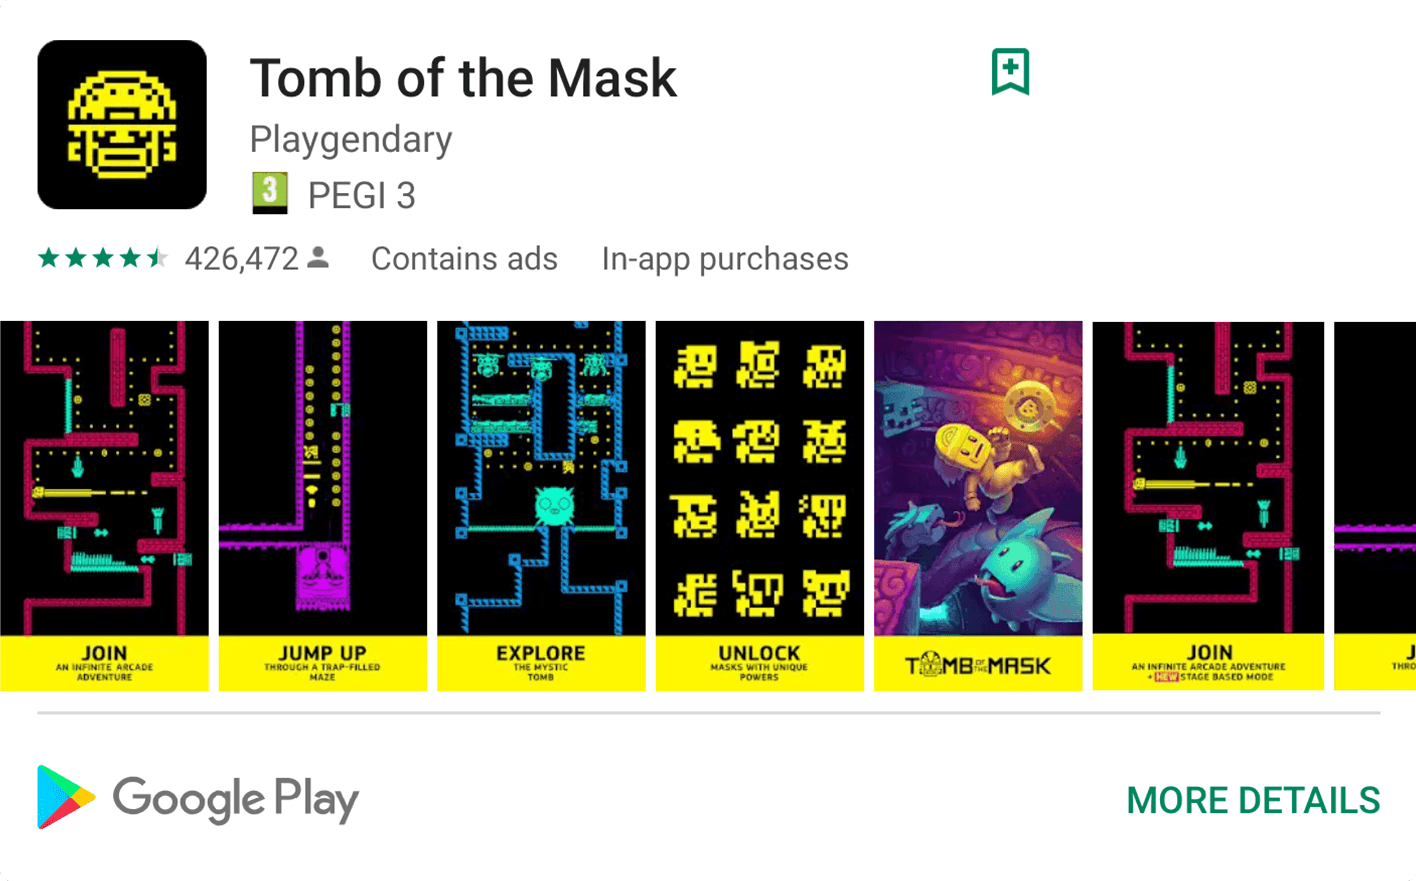 Tomb of the Mask
Playgendary
3 PEGI 3
426,472 Contains ads In-app purchases
JOIN
AN INFINITE ARCADE
ADVENTURE
JUMP UP
THROUGH A TRAP-FILLED
MAZE
EXPLORE
THE MYSTIC
TOMB
UNLOCK
MASKS WITH UNIQUE
POWERS
TOMB OF THE MASK
JOIN
AN INFINITE ARCADE ADVENTURE
+ NEW STAGE BASED MODE
J
THRO
Google Play
MORE DETAILS